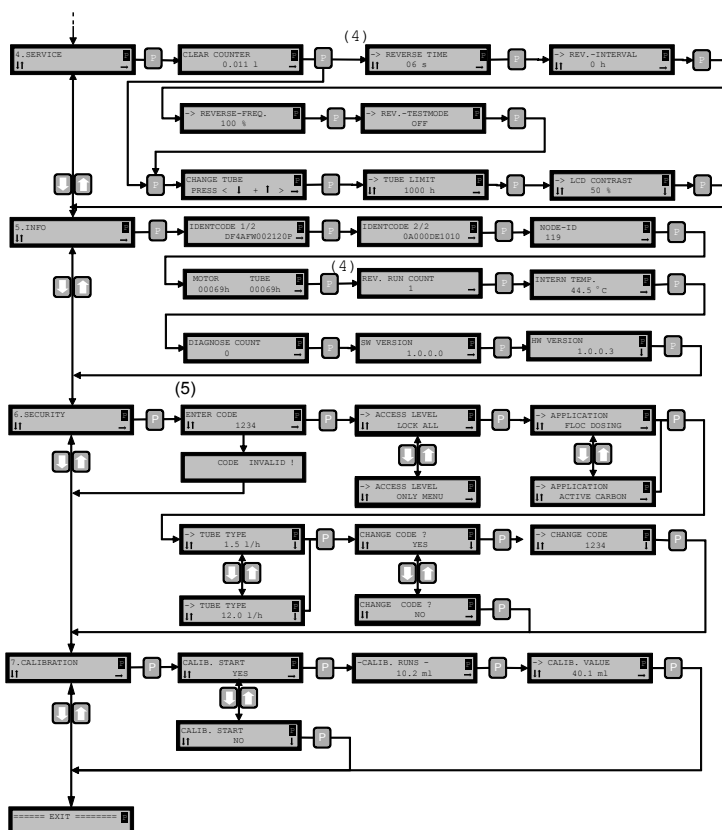 (4)
4.SERVICE P
P
CLEAR COUNTER P
0.011 l
P
-> REVERSE TIME P
06 s
P
-> REV.-INTERVAL P
0 h
P
-> REVERSE-FREQ. P
100 %
P
-> REV.-TESTMODE P
OFF
P
P
CHANGE TUBE P
PRESS < + >
P
-> TUBE LIMIT P
1000 h
P
-> LCD CONTRAST P
50 %
P
5.INFO P
P
IDENTCODE 1/2 P
DF4AFW002120P
P
IDENTCODE 2/2 P
0A000DE1010
P
NODE-ID P
119
P
(4)
MOTOR TUBE P
00069h 00069h
P
REV. RUN COUNT P
1
P
INTERN TEMP. P
44.5 °C
P
DIAGNOSE COUNT P
0
P
SW VERSION P
1.0.0.0
P
HW VERSION P
1.0.0.3
P
(5)
6.SECURITY P
P
ENTER CODE P
1234
P
-> ACCESS LEVEL P
LOCK ALL
P
-> APPLICATION P
FLOC DOSING
P
CODE INVALID !
-> ACCESS LEVEL P
ONLY MENU
-> APPLICATION P
ACTIVE CARBON
-> TUBE TYPE P
1.5 l/h
P
CHANGE CODE ? P
YES
P
-> CHANGE CODE P
1234
P
-> TUBE TYPE P
12.0 l/h
CHANGE CODE ? P
NO
P
7.CALIBRATION P
P
CALIB. START P
YES
P
-CALIB. RUNS - P
10.2 ml
P
-> CALIB. VALUE P
40.1 ml
P
CALIB. START P
NO
P
====== EXIT ======== P